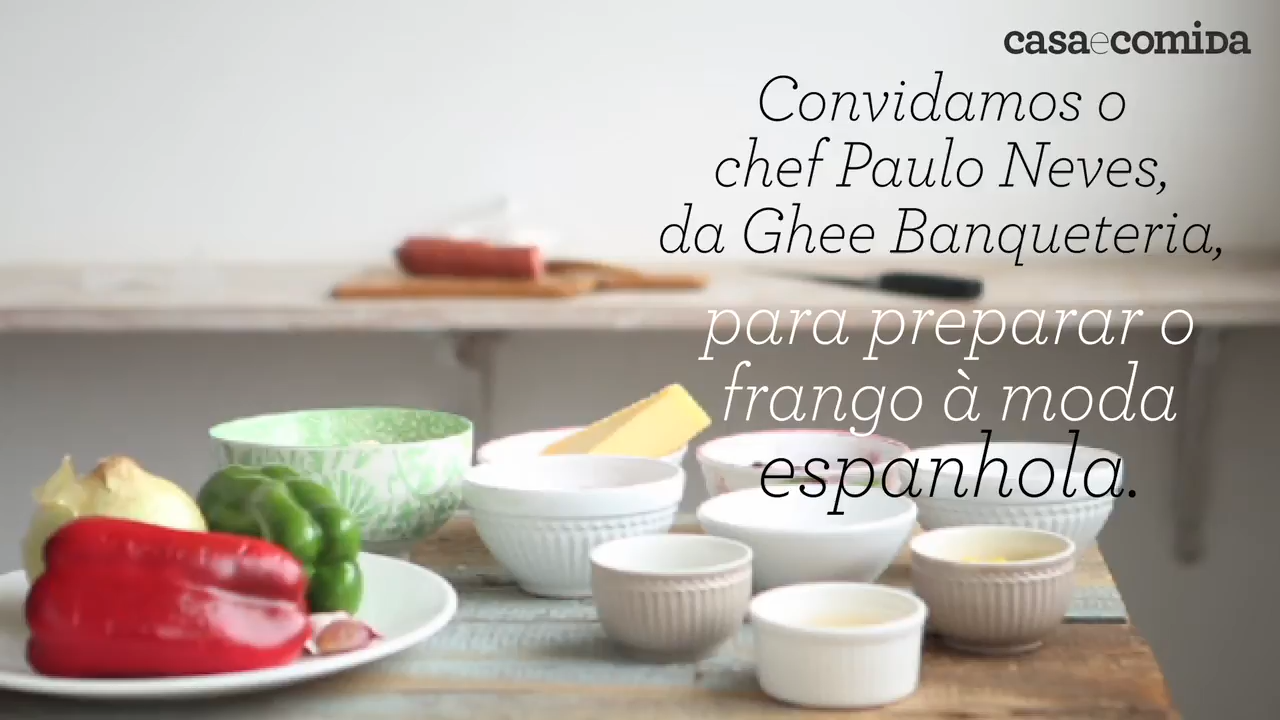 casaecomida
Convidamos o
chef Paulo Neves,
da Ghee Banqueteria,
para preparar o
frango à moda
espanhola.